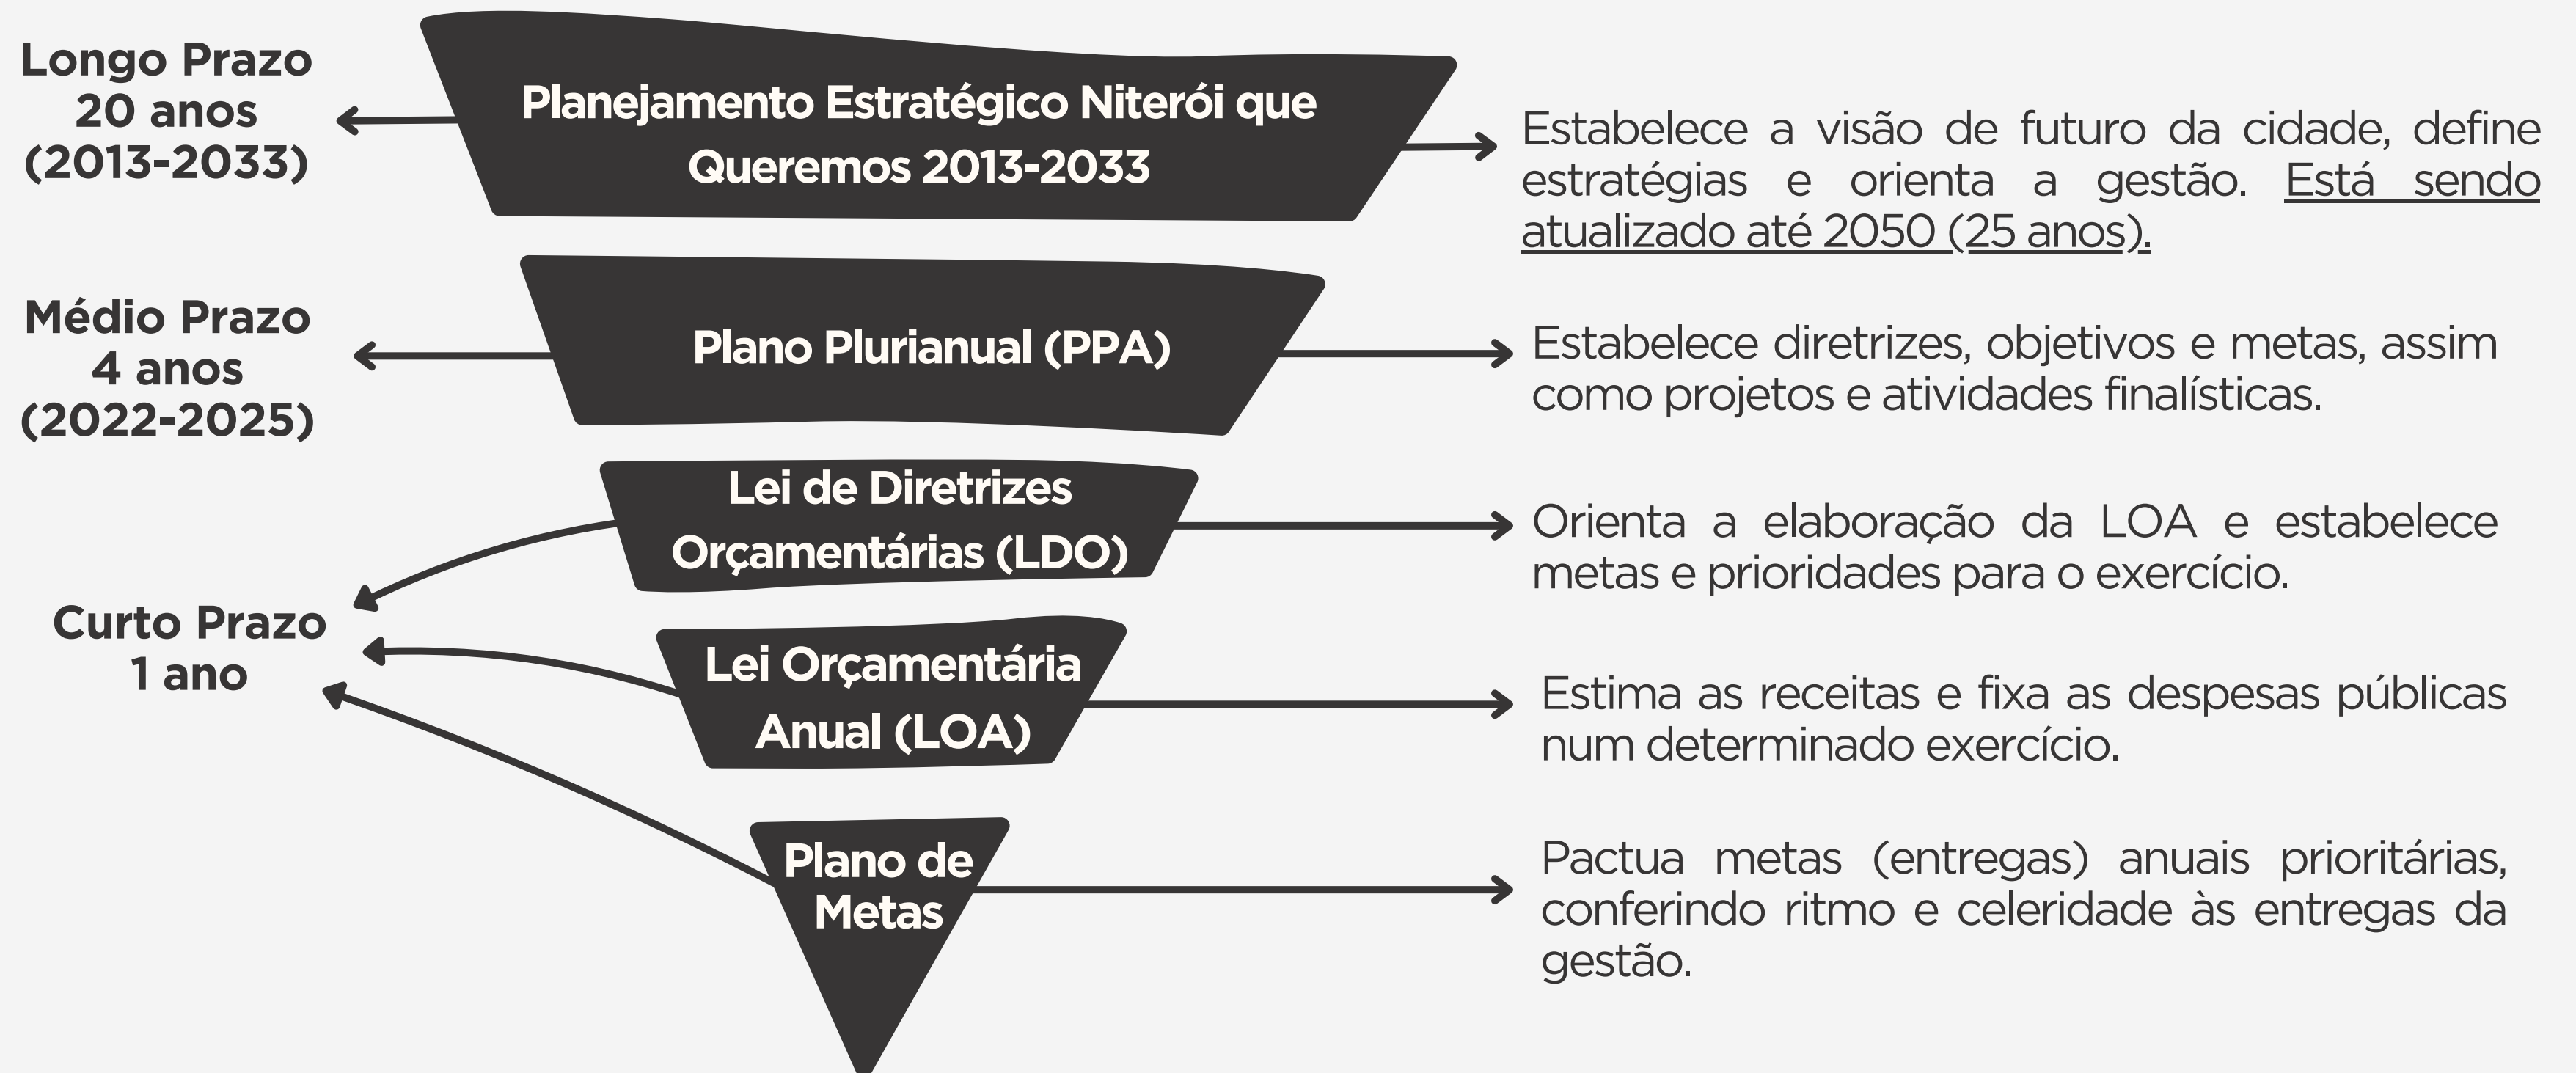 Longo Prazo
20 anos
(2013-2033)
Planejamento Estratégico Niterói que
Queremos 2013-2033
Estabelece a visão de futuro da cidade, define
estratégias e orienta a gestão. Está sendo
atualizado até 2050 (25 anos).
Médio Prazo
4 anos
(2022-2025)
Plano Plurianual (PPA)
Estabelece diretrizes, objetivos e metas, assim
como projetos e atividades finalísticas.
Lei de Diretrizes
Orçamentárias (LDO)
Orienta a elaboração da LOA e estabelece
metas e prioridades para o exercício.
Curto Prazo
1 ano
Lei Orçamentária
Anual (LOA)
Estima as receitas e fixa as despesas públicas
num determinado exercício.
Plano de
Metas
Pactua metas (entregas) anuais prioritárias,
conferindo ritmo e celeridade às entregas da
gestão.